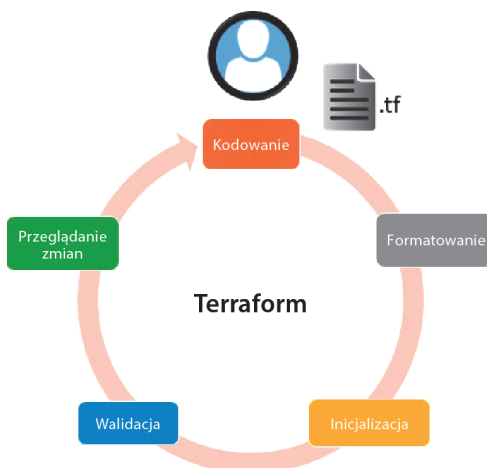 .tf
Kodowanie
Formatowanie
Inicjalizacja
Walidacja
Przeglądanie
zmian
Terraform